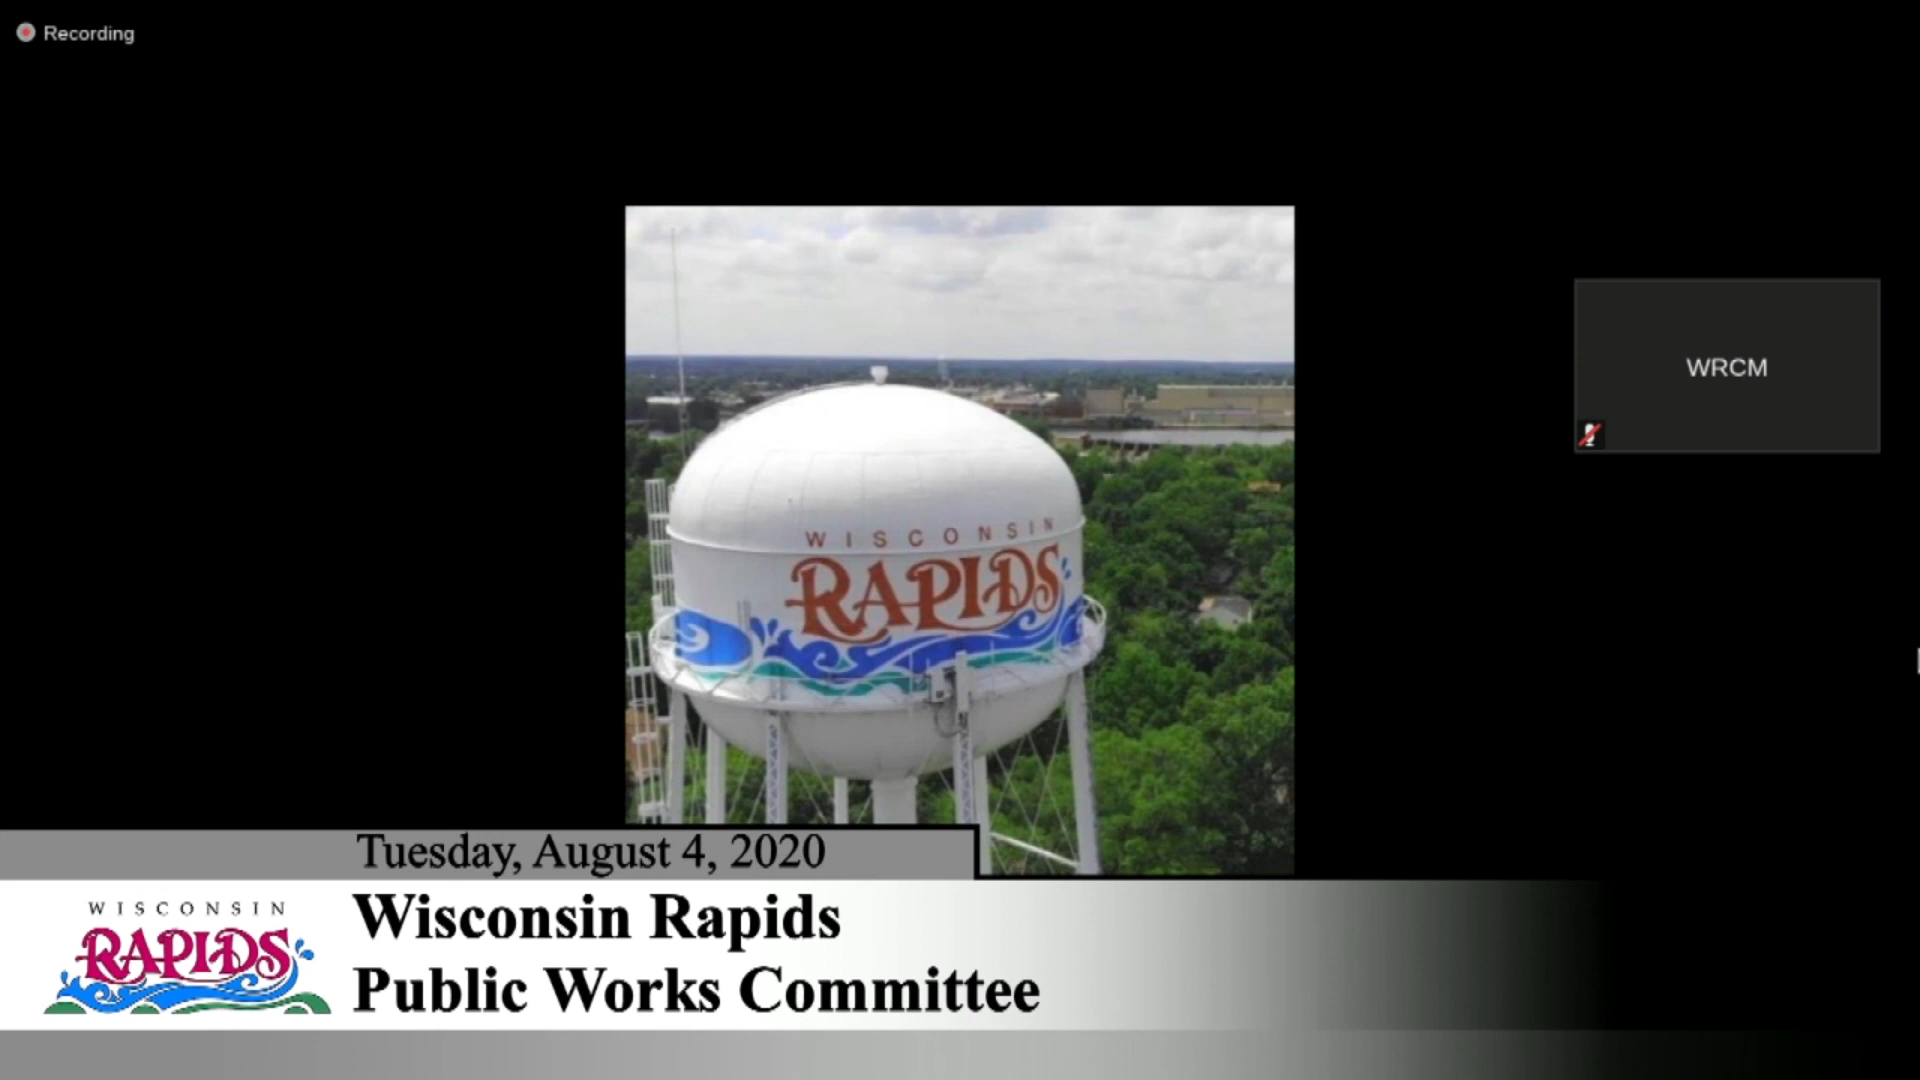 Recording
WISCONSIN
RAPIDS
WRCM
Tuesday, August 4, 2020
WISCONSIN
RAPIDS
Wisconsin Rapids
Public Works Committee